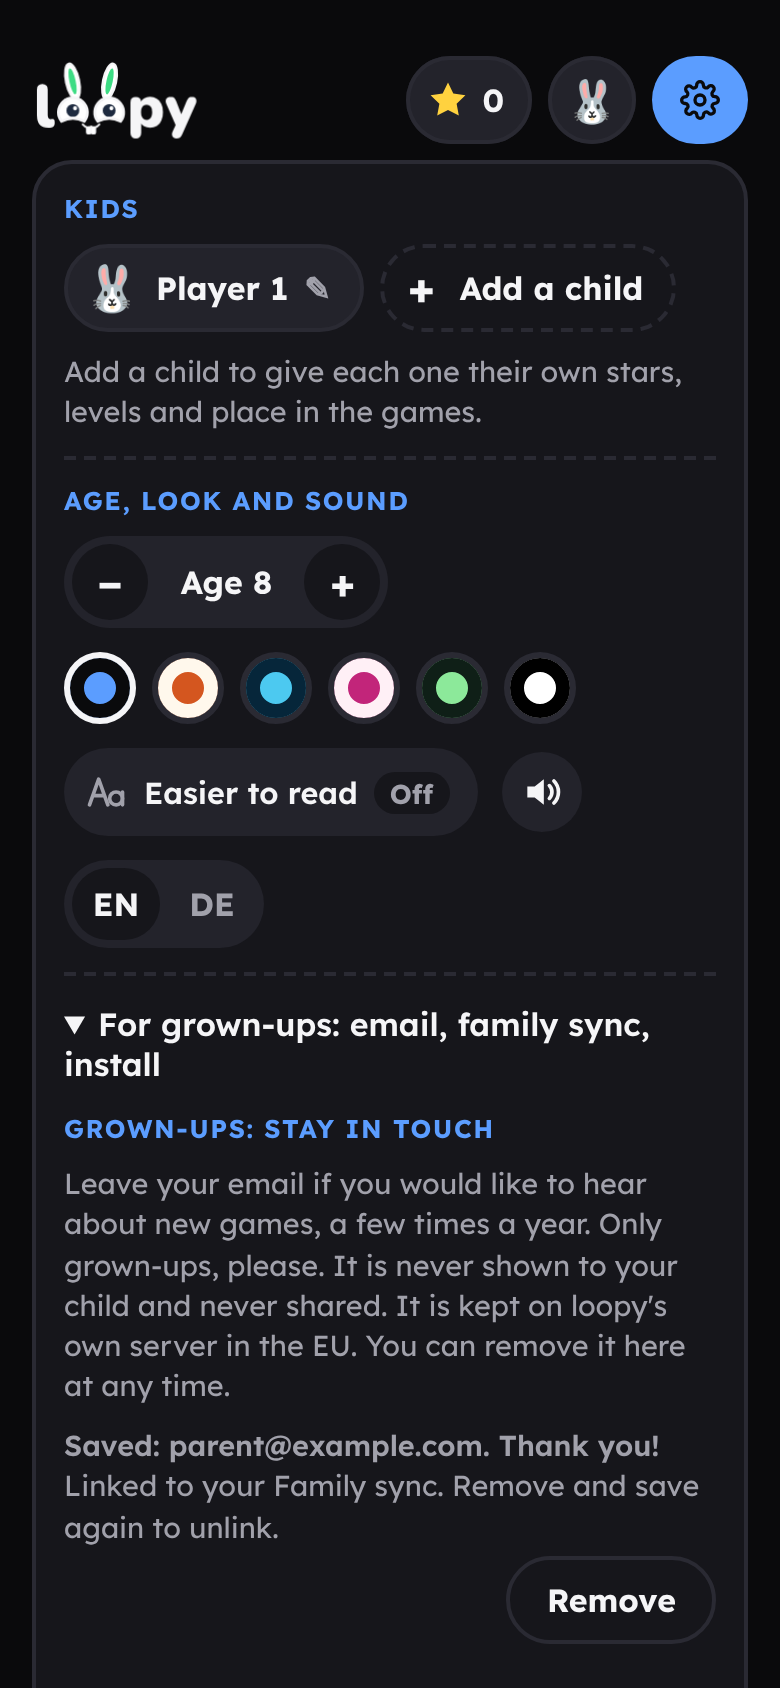 loopy
0
KIDS
Player 1
+ Add a child
Add a child to give each one their own stars,
levels and place in the games.
AGE, LOOK AND SOUND
− Age 8 +
Aa Easier to read Off
EN DE
▼ For grown-ups: email, family sync,
install
GROWN-UPS: STAY IN TOUCH
Leave your email if you would like to hear
about new games, a few times a year. Only
grown-ups, please. It is never shown to your
child and never shared. It is kept on loopy's
own server in the EU. You can remove it here
at any time.
Saved: parent@example.com. Thank you!
Linked to your Family sync. Remove and save
again to unlink.
Remove